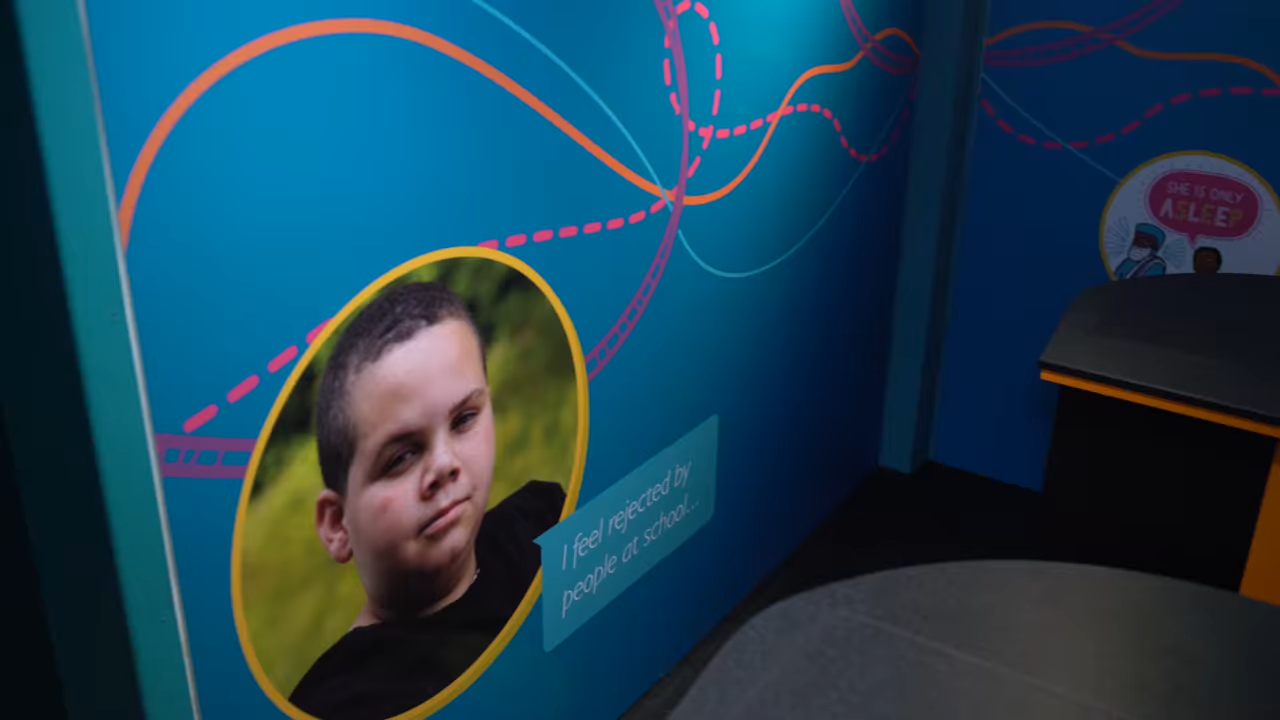 I feel rejected by
people at school...
SHE IS ONLY
ASLEEP